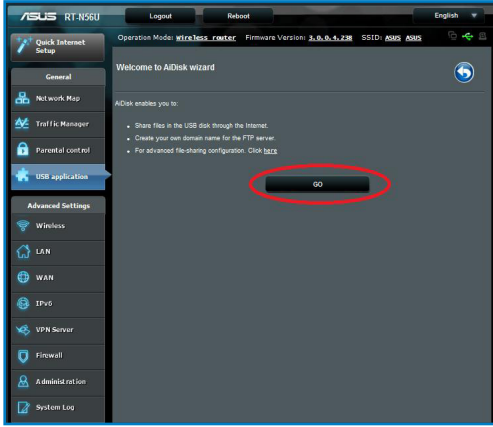 ASUS RT-N56U Logout Reboot English
Quick Internet Setup
Operation Mode: Wireless router Firmware Version: 3.0.0.4.238 SSID: ASUS ASUS
General
Network Map
Traffic Manager
Parental control
USB application
Advanced Settings
Wireless
LAN
WAN
IPv6
VPN Server
Firewall
Administration
System Log
Welcome to AiDisk wizard
AiDisk enables you to:
• Share files in the USB disk through the Internet.
• Create your own domain name for the FTP server.
• For advanced file-sharing configuration. Click here
GO